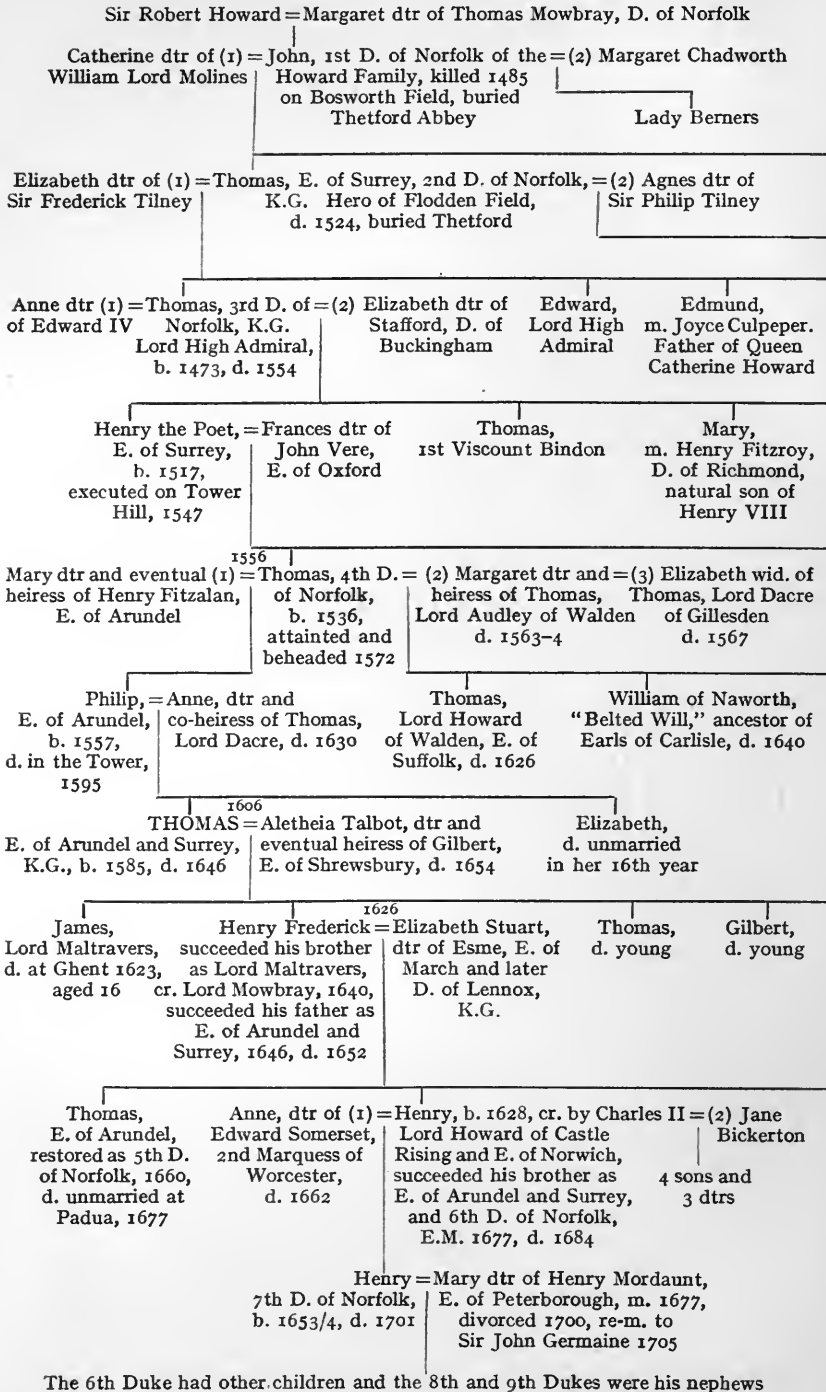 Sir Robert Howard = Margaret dtr of Thomas Mowbray, D. of Norfolk
Catherine dtr of (1) = John, 1st D. of Norfolk of the = (2) Margaret Chadworth
William Lord Molines Howard Family, killed 1485
on Bosworth Field, buried
Thetford Abbey Lady Berners
Elizabeth dtr of (1) = Thomas, E. of Surrey, 2nd D. of Norfolk, = (2) Agnes dtr of
Sir Frederick Tilney K.G. Hero of Flodden Field, Sir Philip Tilney
d. 1524, buried Thetford
Anne dtr (1) = Thomas, 3rd D. of = (2) Elizabeth dtr of Edward, Edmund,
of Edward IV Norfolk, K.G. Stafford, D. of Lord High m. Joyce Culpeper.
Lord High Admiral, Buckingham Admiral Father of Queen
b. 1473, d. 1554 Catherine Howard
Henry the Poet, = Frances dtr of Thomas, Mary,
E. of Surrey, John Vere, 1st Viscount Bindon m. Henry Fitzroy,
b. 1517, E. of Oxford D. of Richmond,
executed on Tower natural son of
Hill, 1547 Henry VIII
1556
Mary dtr and eventual (1) = Thomas, 4th D. = (2) Margaret dtr and = (3) Elizabeth wid. of
heiress of Henry Fitzalan, of Norfolk, heiress of Thomas, Thomas, Lord Dacre
E. of Arundel b. 1536, Lord Audley of Walden of Gillesden
attainted and d. 1563-4 d. 1567
beheaded 1572
Philip, = Anne, dtr and Thomas, William of Naworth,
E. of Arundel, co-heiress of Thomas, Lord Howard "Belted Will," ancestor of
b. 1557, Lord Dacre, d. 1630 of Walden, E. of Earls of Carlisle, d. 1640
d. in the Tower, Suffolk, d. 1626
1595
1606
THOMAS = Aletheia Talbot, dtr and Elizabeth,
E. of Arundel and Surrey, eventual heiress of Gilbert, d. unmarried
K.G., b. 1585, d. 1646 E. of Shrewsbury, d. 1654 in her 16th year
1626
James, Henry Frederick = Elizabeth Stuart, Thomas, Gilbert,
Lord Maltravers, succeeded his brother dtr of Esme, E. of d. young d. young
d. at Ghent 1623, as Lord Maltravers, March and later
aged 16 cr. Lord Mowbray, 1640, D. of Lennox,
succeeded his father as K.G.
E. of Arundel and
Surrey, 1646, d. 1652
Thomas, Anne, dtr of (1) = Henry, b. 1628, cr. by Charles II = (2) Jane
E. of Arundel, Edward Somerset, Lord Howard of Castle Bickerton
restored as 5th D. 2nd Marquess of Rising and E. of Norwich,
of Norfolk, 1660, Worcester, succeeded his brother as 4 sons and
d. unmarried at d. 1662 E. of Arundel and Surrey, 3 dtrs
Padua, 1677 and 6th D. of Norfolk,
E.M. 1677, d. 1684
Henry = Mary dtr of Henry Mordaunt,
7th D. of Norfolk, E. of Peterborough, m. 1677,
b. 1653/4, d. 1701 divorced 1700, re-m. to
Sir John Germaine 1705
The 6th Duke had other children and the 8th and 9th Dukes were his nephews